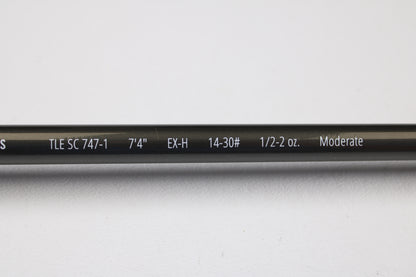 TLE SC 747-1 7'4" EX-H 14-30# 1/2-2 oz. Moderate